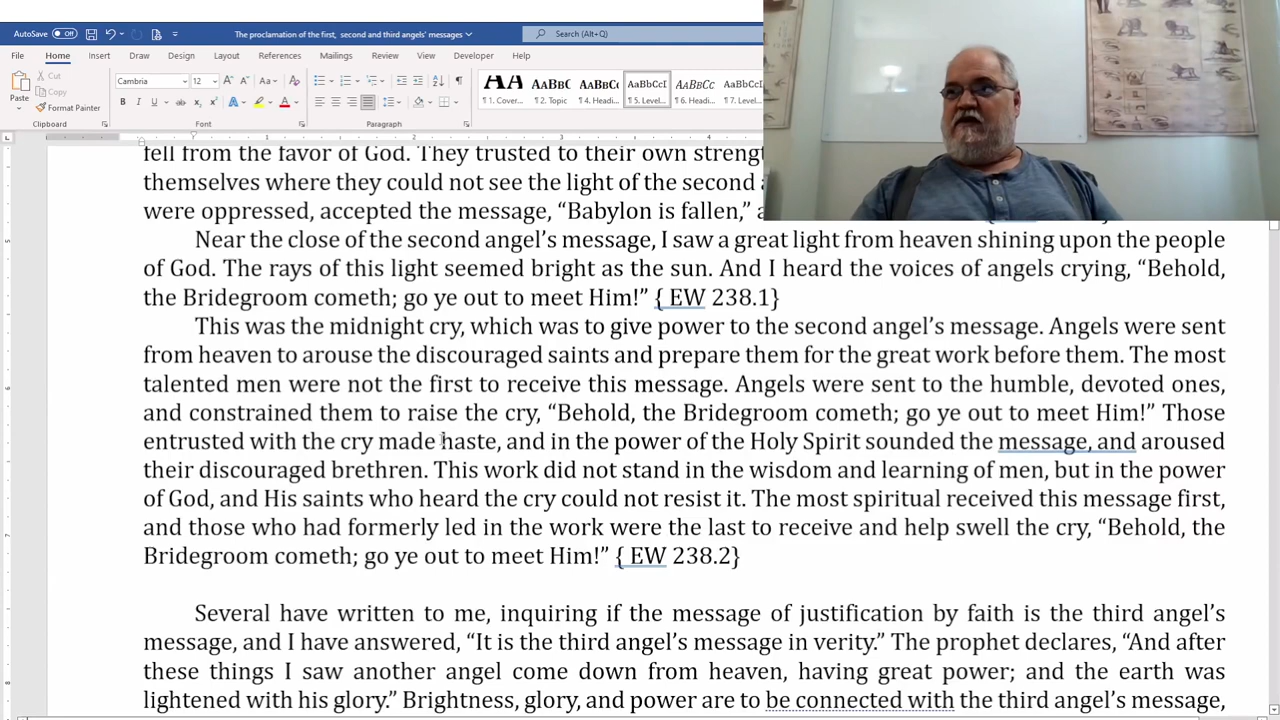 AutoSave Off The proclamation of the first, second and third angels' messages Search (Alt+Q)
File Home Insert Draw Design Layout References Mailings Review View Developer Help
Paste Cut Copy Format Painter
Cambria 12
AaBbC AaBbC AaBbCcI AaBbCc AaBbCcI
1. Cover... 2. Topic 4. Headi... 5. Level... 6. Headi... 7. Level...
Clipboard Font Paragraph
fell from the favor of God. They trusted to their own
themselves where they could not see the light of the second
were oppressed, accepted the message, “Babylon is fallen,”
Near the close of the second angel’s message, I saw a great light from heaven shining upon the people
of God. The rays of this light seemed bright as the sun. And I heard the voices of angels crying, “Behold,
the Bridegroom cometh; go ye out to meet Him!” { EW 238.1}
This was the midnight cry, which was to give power to the second angel’s message. Angels were sent
from heaven to arouse the discouraged saints and prepare them for the great work before them. The most
talented men were not the first to receive this message. Angels were sent to the humble, devoted ones,
and constrained them to raise the cry, “Behold, the Bridegroom cometh; go ye out to meet Him!” Those
entrusted with the cry made haste, and in the power of the Holy Spirit sounded the message, and aroused
their discouraged brethren. This work did not stand in the wisdom and learning of men, but in the power
of God, and His saints who heard the cry could not resist it. The most spiritual received this message first,
and those who had formerly led in the work were the last to receive and help swell the cry, “Behold, the
Bridegroom cometh; go ye out to meet Him!” { EW 238.2}
Several have written to me, inquiring if the message of justification by faith is the third angel’s
message, and I have answered, “It is the third angel’s message in verity.” The prophet declares, “And after
these things I saw another angel come down from heaven, having great power; and the earth was
lightened with his glory.” Brightness, glory, and power are to be connected with the third angel’s message,